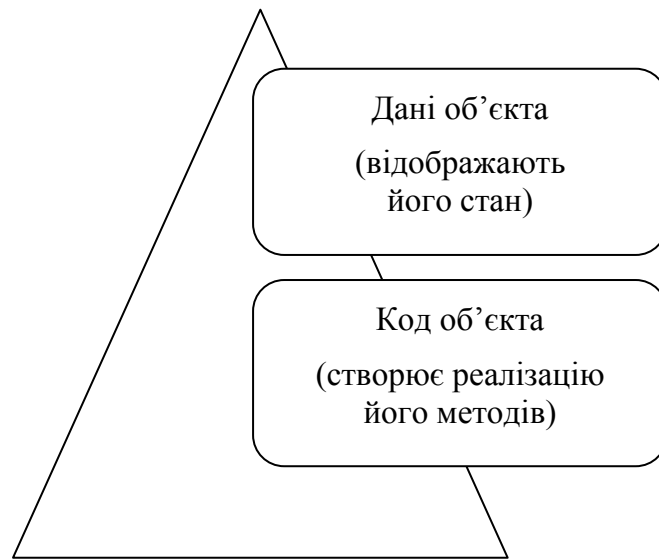 Дані об’єкта
(відображають
його стан)
Код об’єкта
(створює реалізацію
його методів)